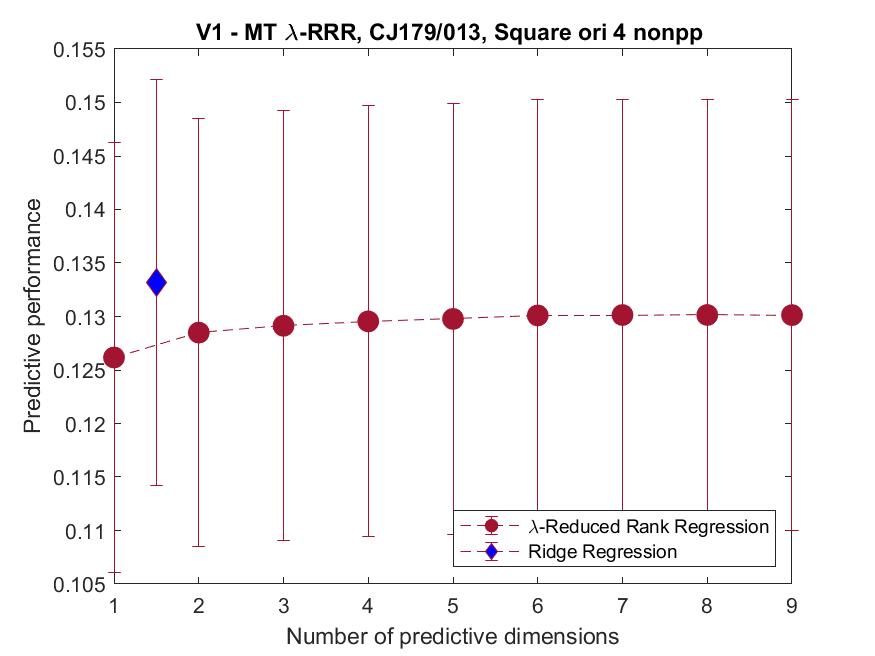 V1 - MT λ-RRR, CJ179/013, Square ori 4 nonpp
0.155
0.15
0.145
0.14
0.135
0.13
0.125
0.12
0.115
0.11
0.105
Predictive performance
1 2 3 4 5 6 7 8 9
Number of predictive dimensions
λ-Reduced Rank Regression
Ridge Regression